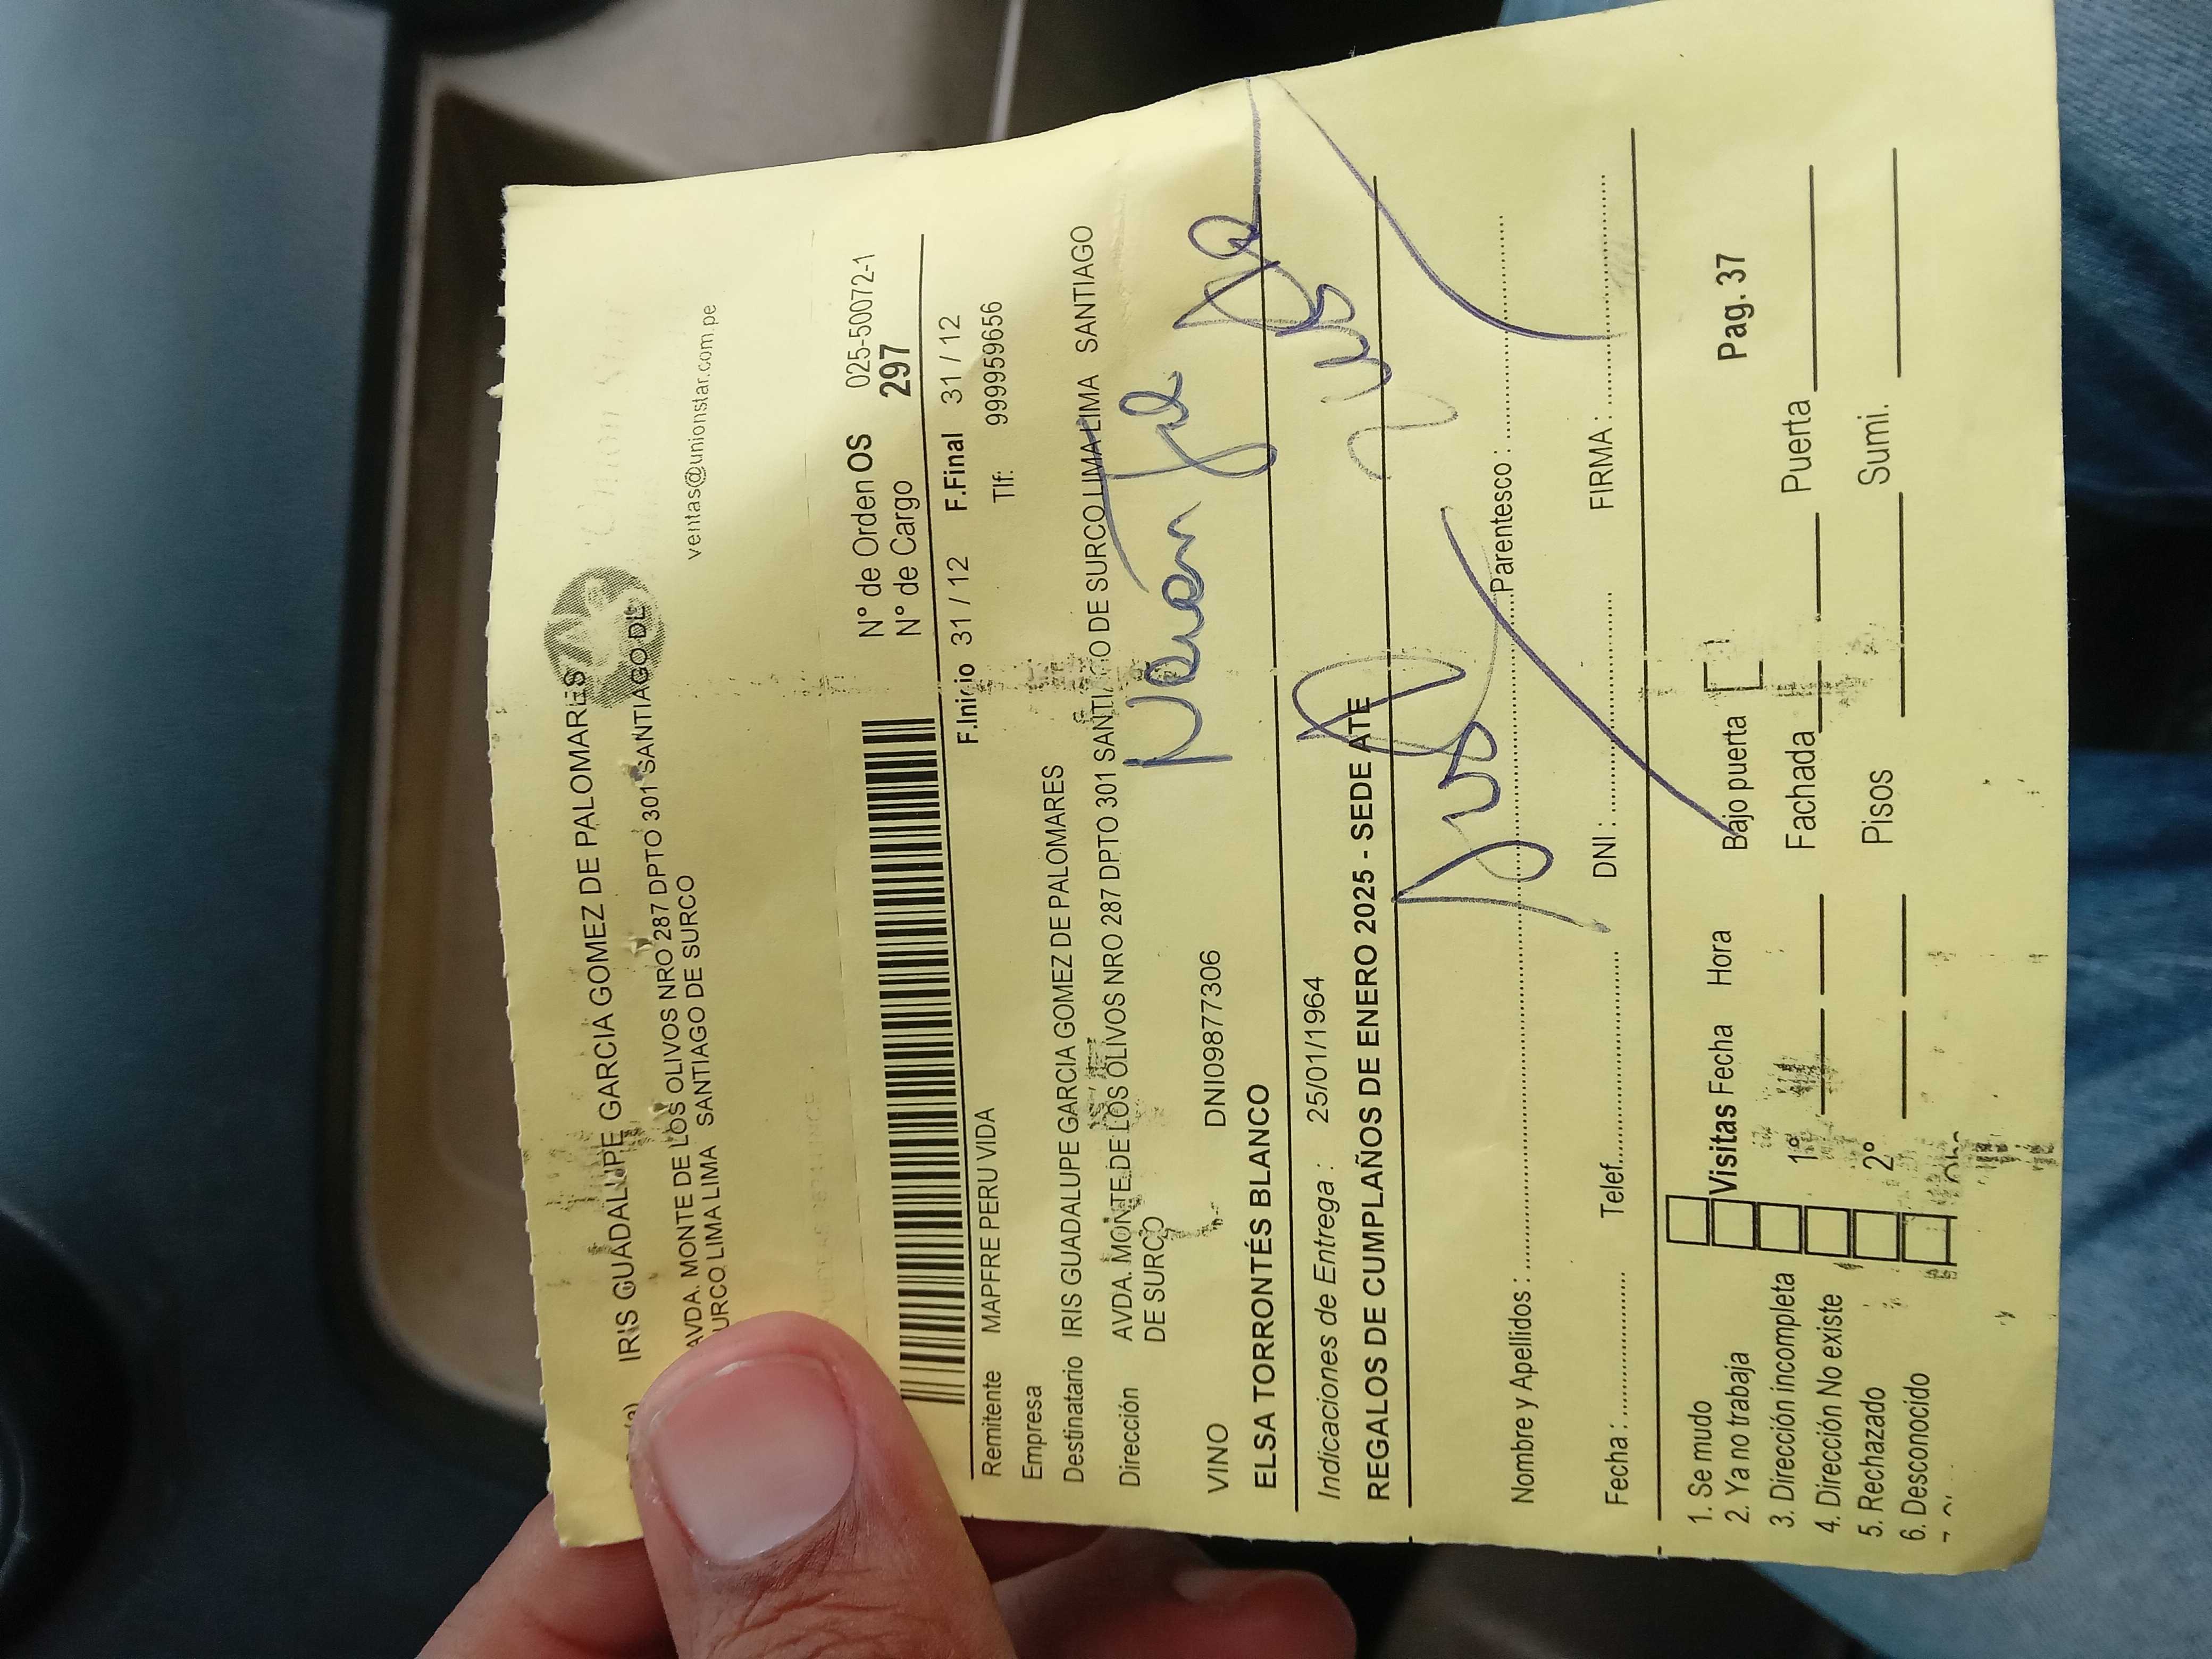 IRIS GUADALUPE GARCIA GOMEZ DE PALOMARES
AVDA. MONTE DE LOS OLIVOS NRO 287 DPTO 301 SANTIAGO DE
URCO LIMA LIMA SANTIAGO DE SURCO
ventas@unionstar.com.pe
N° de Orden OS 025-50072-1
N° de Cargo 297
F.Inicio 31 / 12 F.Final 31 / 12
Remitente MAPFRE PERU VIDA Tlf: 999959656
Empresa
Destinatario IRIS GUADALUPE GARCIA GOMEZ DE PALOMARES
Dirección AVDA. MONTE DE LOS OLIVOS NRO 287 DPTO 301 SANTIAGO DE SURCO LIMA LIMA SANTIAGO
DE SURCO
VINO DNI09877306
ELSA TORRONTÉS BLANCO
Indicaciones de Entrega : 25/01/1964
REGALOS DE CUMPLAÑOS DE ENERO 2025 - SEDE ATE
Nombre y Apellidos : Parentesco :
Fecha : Telef. DNI : FIRMA :
1. Se mudo
2. Ya no trabaja
3. Dirección incompleta
4. Dirección No existe
5. Rechazado
6. Desconocido
Visitas Fecha Hora Bajo puerta Pag. 37
1° Fachada Puerta
2° Pisos Sumi.